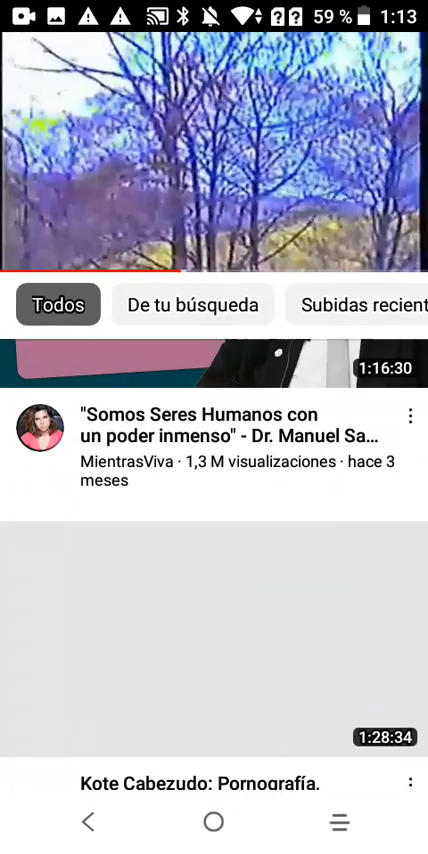 59 % 1:13
Todos
De tu búsqueda
Subidas recient
1:16:30
"Somos Seres Humanos con
un poder inmenso" - Dr. Manuel Sa...
MientrasViva · 1,3 M visualizaciones · hace 3
meses
1:28:34
Kote Cabezudo: Pornografía,